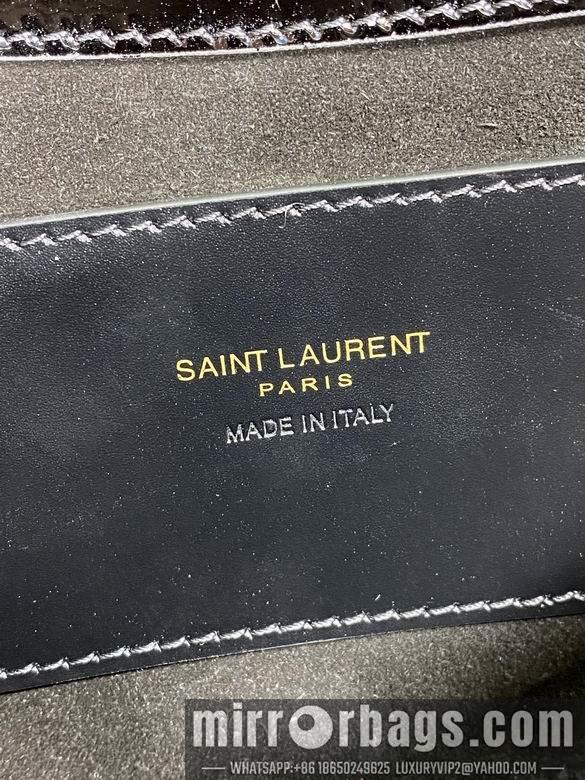 SAINT LAURENT
PARIS
MADE IN ITALY
mirrorbags.com
WHATSAPP:+86 18650249625 LUXURYVIP2@YAHOO.COM